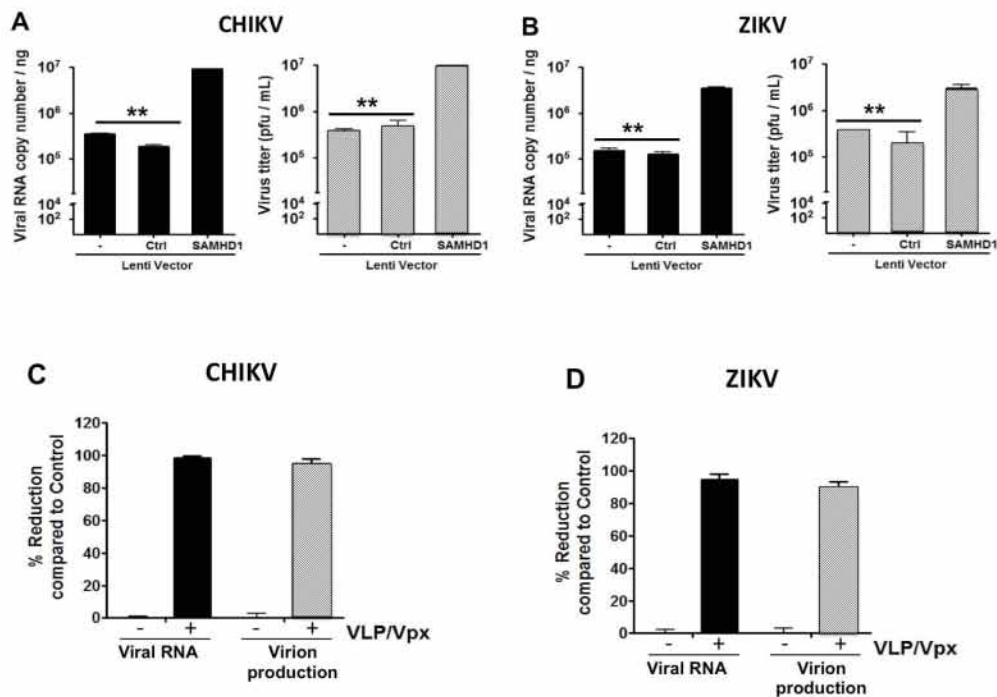 A
CHIKV
Viral RNA copy number / ng
10⁷
10⁶
10⁵
10⁴
10²
**
-
Ctrl
SAMHD1
Lenti Vector
Virus titer (pfu / mL)
10⁷
10⁶
10⁵
10⁴
10²
**
-
Ctrl
SAMHD1
Lenti Vector
B
ZIKV
Viral RNA copy number / ng
10⁷
10⁶
10⁵
10⁴
10²
**
-
Ctrl
SAMHD1
Lenti Vector
Virus titer (pfu / mL)
10⁷
10⁶
10⁵
10⁴
10²
**
-
Ctrl
SAMHD1
Lenti Vector
C
CHIKV
% Reduction
compared to Control
120
100
80
60
40
20
0
- + - + VLP/Vpx
Viral RNA
Virion
production
D
ZIKV
% Reduction
compared to Control
120
100
80
60
40
20
0
- + - + VLP/Vpx
Viral RNA
Virion
production